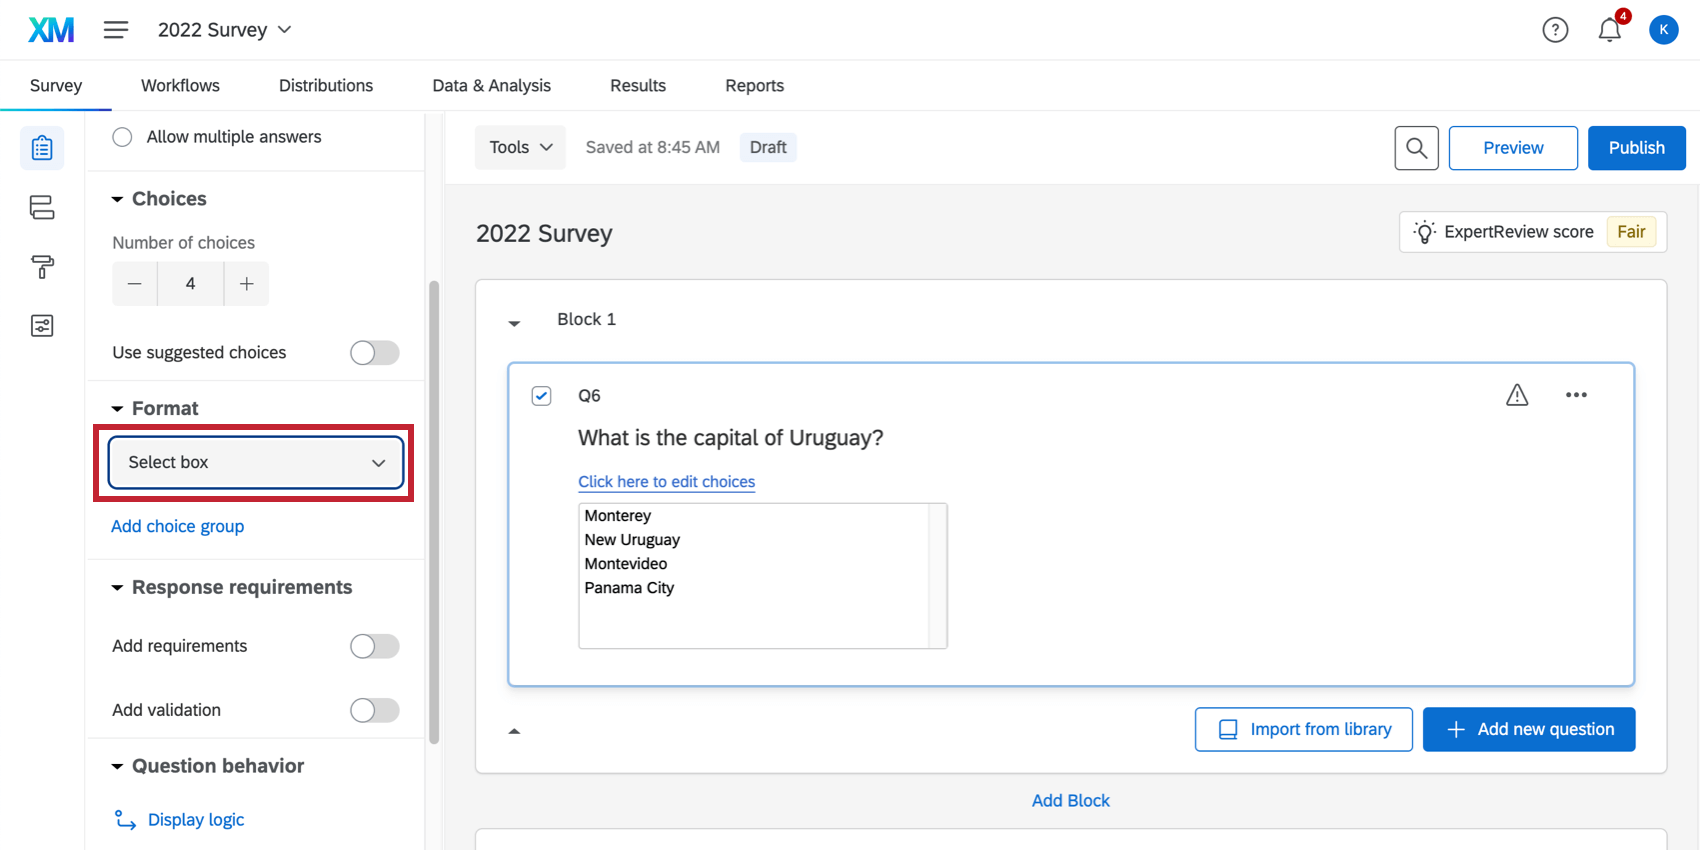 XM
2022 Survey
?
4
K
Survey
Workflows
Distributions
Data & Analysis
Results
Reports
Allow multiple answers
Choices
Number of choices
4
Use suggested choices
Format
Select box
Add choice group
Response requirements
Add requirements
Add validation
Question behavior
Display logic
Tools
Saved at 8:45 AM
Draft
Preview
Publish
2022 Survey
ExpertReview score
Fair
Block 1
Q6
What is the capital of Uruguay?
Click here to edit choices
Monterey
New Uruguay
Montevideo
Panama City
Import from library
Add new question
Add Block